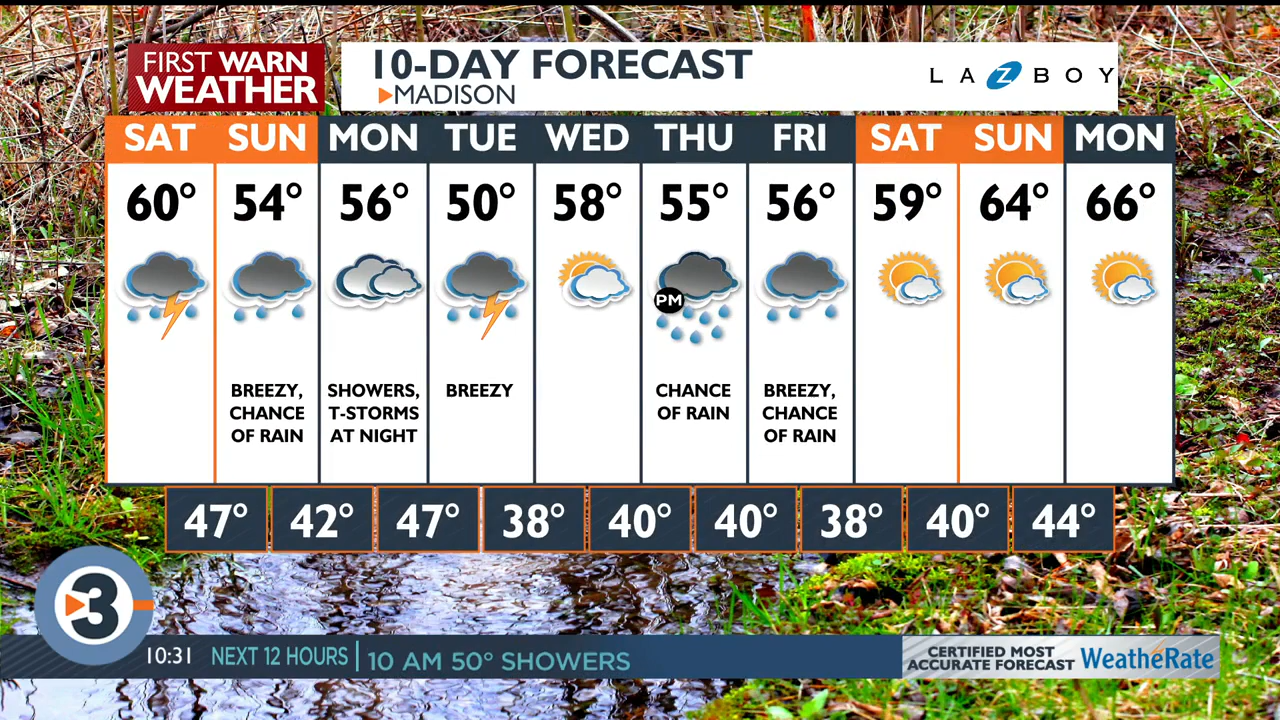 FIRST WARN
WEATHER
10-DAY FORECAST
MADISON
LA Z BOY
SAT SUN MON TUE WED THU FRI SAT SUN MON
60° 54° 56° 50° 58° 55° 56° 59° 64° 66°
PM
BREEZY,
CHANCE
OF RAIN
SHOWERS,
T-STORMS
AT NIGHT
BREEZY
CHANCE
OF RAIN
BREEZY,
CHANCE
OF RAIN
47° 42° 47° 38° 40° 40° 38° 40° 44°
3
10:31 NEXT 12 HOURS 10 AM 50° SHOWERS
CERTIFIED MOST
ACCURATE FORECAST
WeatheRate